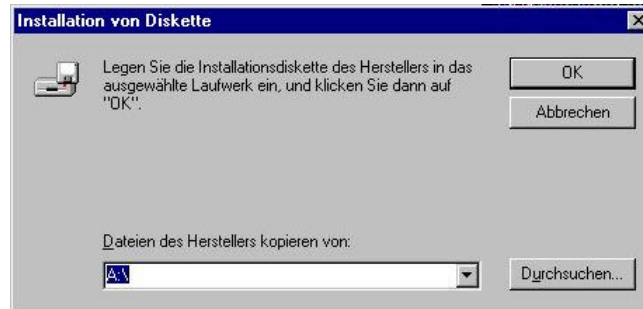 Installation von Diskette
Legen Sie die Installationsdiskette des Herstellers in das
ausgewählte Laufwerk ein, und klicken Sie dann auf
"OK".
OK
Abbrechen
Dateien des Herstellers kopieren von:
A:\
Durchsuchen...